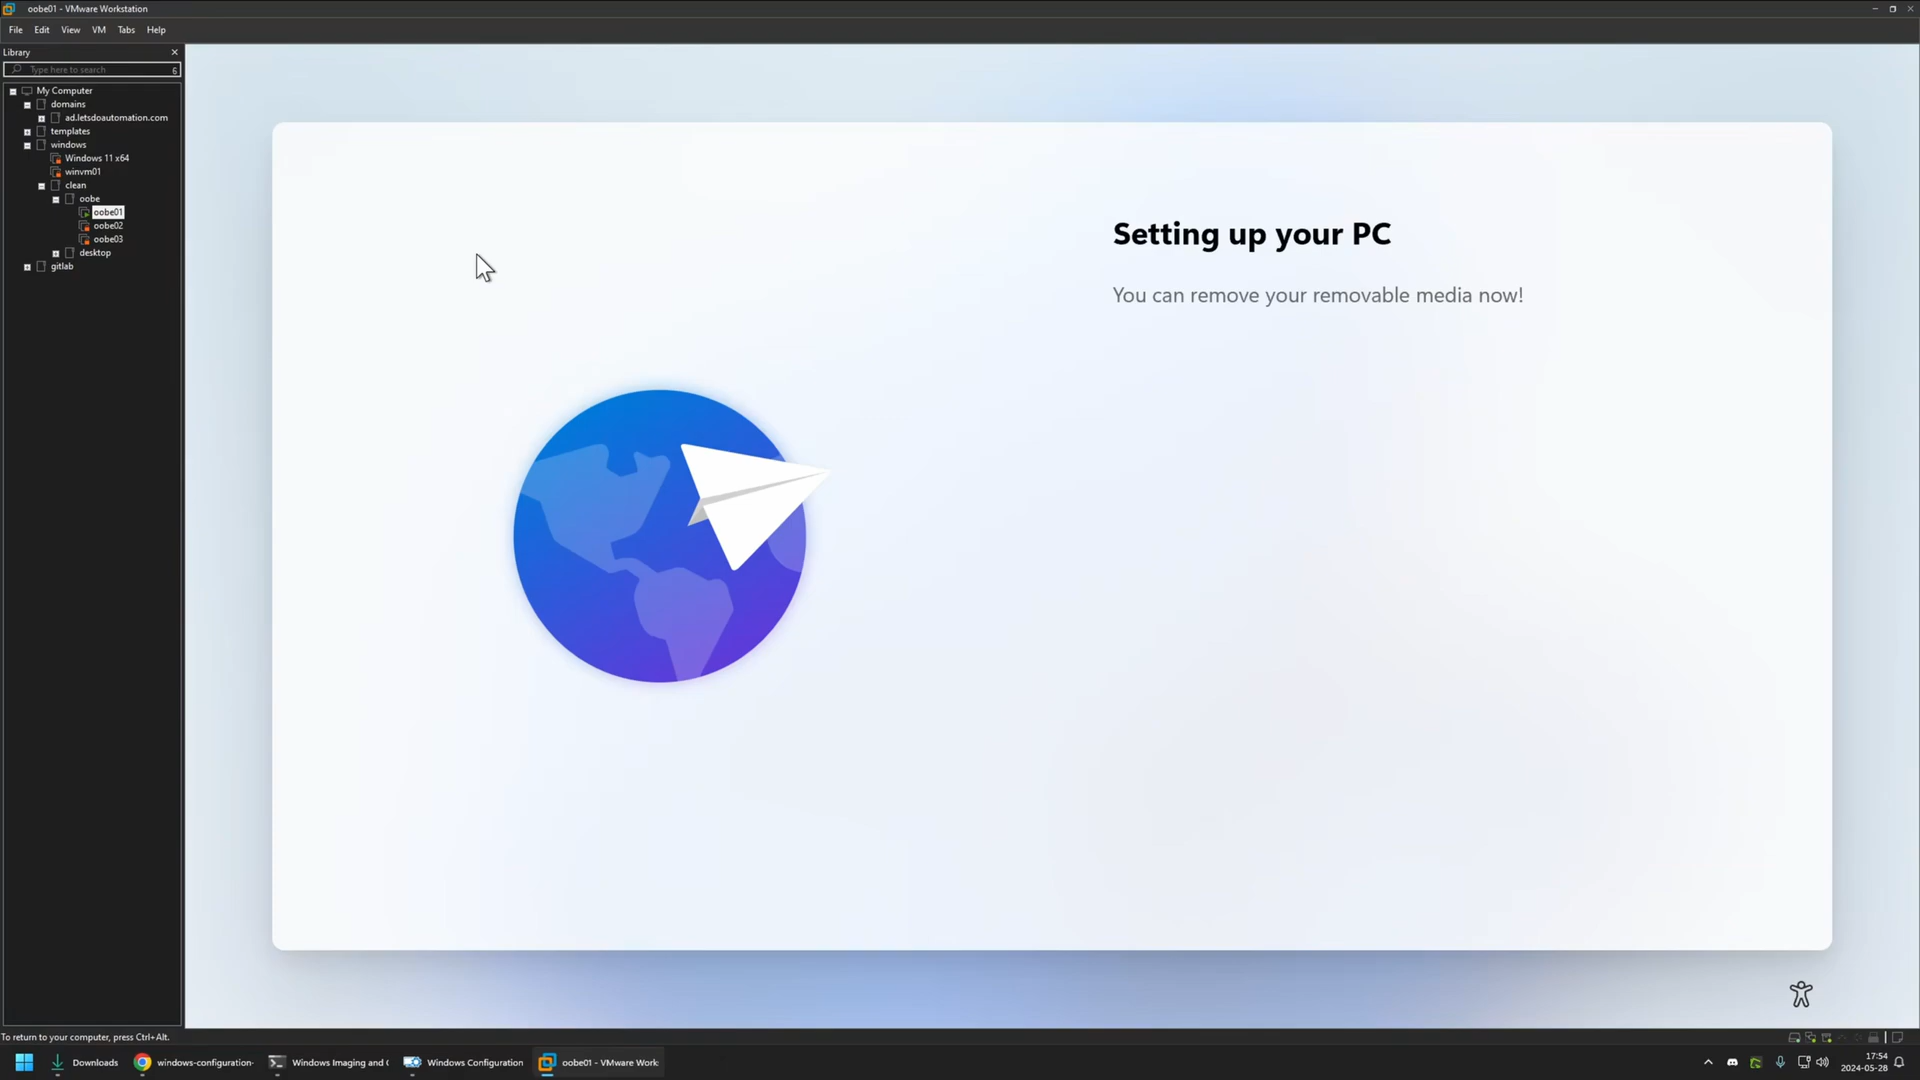 oobe01 - VMware Workstation
File Edit View VM Tabs Help
Library
Type here to search 6
My Computer
domains
ad.letsdoautomation.com
templates
windows
Windows 11 x64
winvm01
clean
oobe
oobe01
oobe02
oobe03
desktop
gitlab
Setting up your PC
You can remove your removable media now!
To return to your computer, press Ctrl+Alt.
Downloads windows-configuration- Windows Imaging and C Windows Configuration oobe01 - VMware Work 17:54
2024-05-28